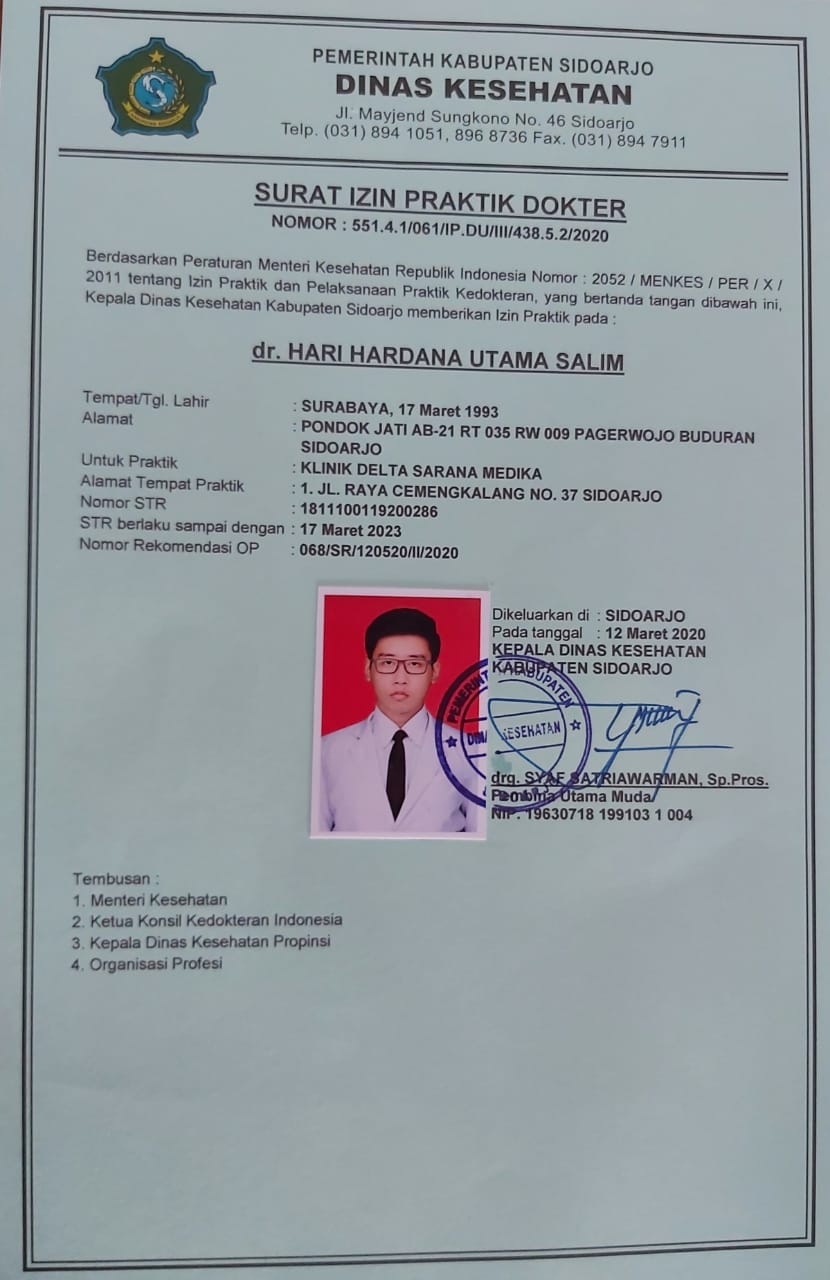 PEMERINTAH KABUPATEN SIDOARJO
DINAS KESEHATAN
Jl. Mayjend Sungkono No. 46 Sidoarjo
Telp. (031) 894 1051, 896 8736 Fax. (031) 894 7911
SURAT IZIN PRAKTIK DOKTER
NOMOR : 551.4.1/061/IP.DU/III/438.5.2/2020
Berdasarkan Peraturan Menteri Kesehatan Republik Indonesia Nomor : 2052 / MENKES / PER / X /
2011 tentang Izin Praktik dan Pelaksanaan Praktik Kedokteran, yang bertanda tangan dibawah ini,
Kepala Dinas Kesehatan Kabupaten Sidoarjo memberikan Izin Praktik pada :
dr. HARI HARDANA UTAMA SALIM
Tempat/Tgl. Lahir : SURABAYA, 17 Maret 1993
Alamat : PONDOK JATI AB-21 RT 035 RW 009 PAGERWOJO BUDURAN
SIDOARJO
Untuk Praktik : KLINIK DELTA SARANA MEDIKA
Alamat Tempat Praktik : 1. JL. RAYA CEMENGKALANG NO. 37 SIDOARJO
Nomor STR : 1811100119200286
STR berlaku sampai dengan : 17 Maret 2023
Nomor Rekomendasi OP : 068/SR/120520/II/2020
Dikeluarkan di : SIDOARJO
Pada tanggal : 12 Maret 2020
KEPALA DINAS KESEHATAN
KABUPATEN SIDOARJO
PEMERINT KABUPATEN
KESEHATAN
drg. SYAF SATRIAWARMAN, Sp.Pros.
Pembina Utama Muda
NIP. 19630718 199103 1 004
Tembusan :
1. Menteri Kesehatan
2. Ketua Konsil Kedokteran Indonesia
3. Kepala Dinas Kesehatan Propinsi
4. Organisasi Profesi